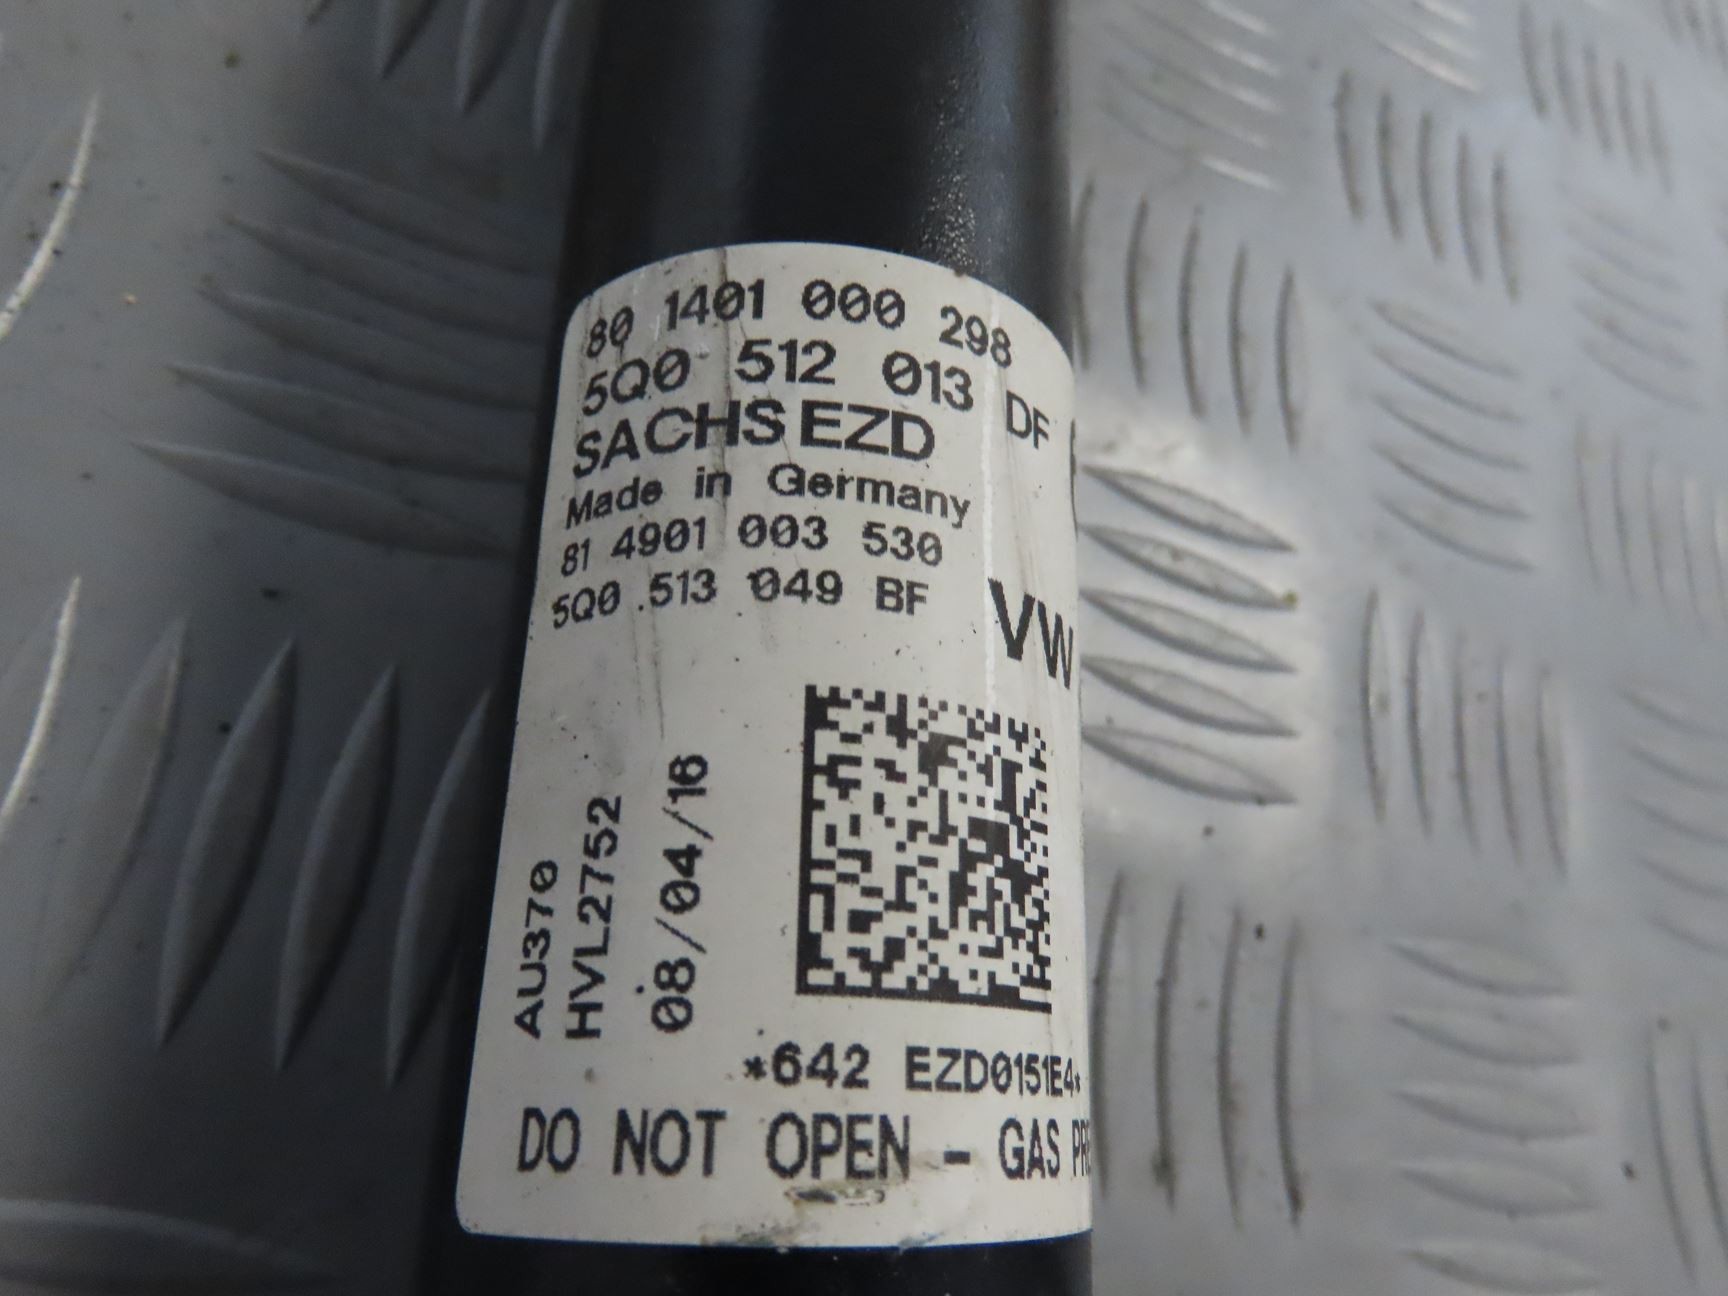 80 1401 000 298
5Q0 512 013 DF
SACHS EZD
Made in Germany
81 4901 003 530
5Q0 513 049 BF
VW
AU370
HVL27752
08/04/16
*642 EZD0151E4*
DO NOT OPEN - GAS